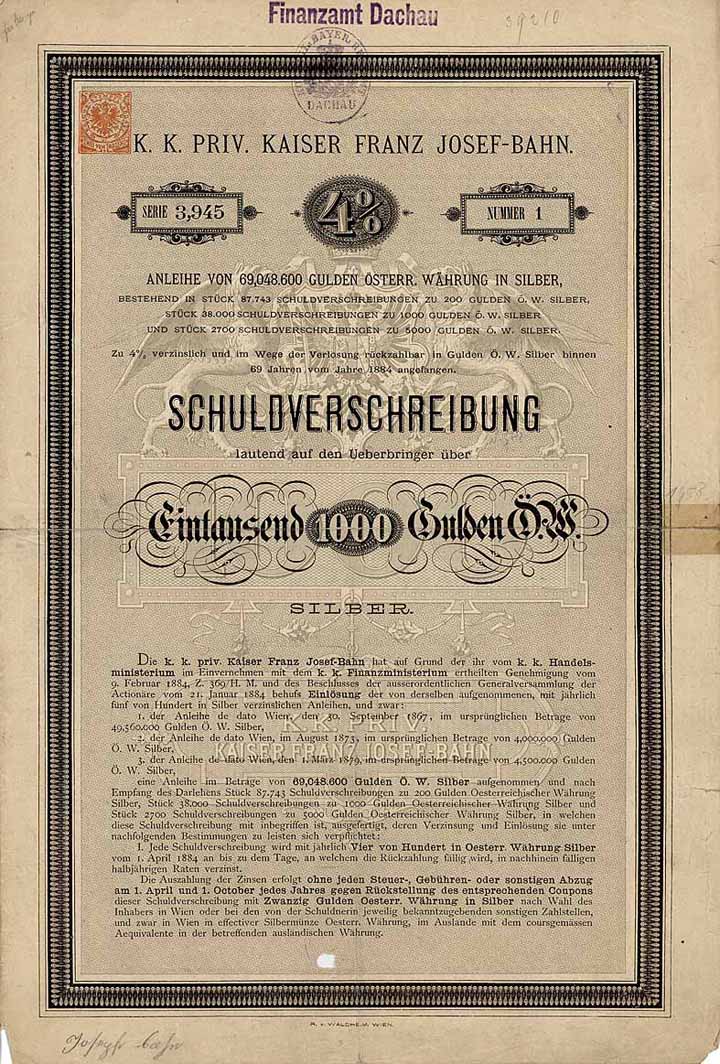 Finanzamt Dachau
39210
DACHAU
K. K. PRIV. KAISER FRANZ JOSEF-BAHN.
SERIE 3,945
4%
NUMMER 1
ANLEIHE VON 69,048.600 GULDEN ÖSTERR. WÄHRUNG IN SILBER,
BESTEHEND IN STÜCK 87.743 SCHULDVERSCHREIBUNGEN ZU 200 GULDEN Ö. W. SILBER,
STÜCK 38.000 SCHULDVERSCHREIBUNGEN ZU 1000 GULDEN Ö. W. SILBER
UND STÜCK 2700 SCHULDVERSCHREIBUNGEN ZU 5000 GULDEN Ö. W. SILBER.
Zu 4% verzinslich und im Wege der Verlosung rückzahlbar in Gulden Ö. W. Silber binnen
69 Jahren vom Jahre 1884 angefangen.
SCHULDVERSCHREIBUNG
lautend auf den Ueberbringer über
Eintausend 1000 Gulden Ö.W.
SILBER.
Die k. k. priv. Kaiser Franz Josef-Bahn hat auf Grund der ihr vom k. k. Handels-
ministerium im Einvernehmen mit dem k. k. Finanzministerium ertheilten Genehmigung vom
9. Februar 1884, Z. 369/H. M. und des Beschlusses der ausserordentlichen Generalversammlung der
Actionäre vom 21. Januar 1884 behufs Einlösung der von derselben aufgenommenen, mit jährlich
fünf von Hundert in Silber verzinslichen Anleihen, und zwar:
1. der Anleihe de dato Wien, den 30. September 1867, im ursprünglichen Betrage von
49,560.000 Gulden Ö. W. Silber,
2. der Anleihe de dato Wien, im August 1873, im ursprünglichen Betrage von 4,000.000 Gulden
Ö. W. Silber,
3. der Anleihe de dato Wien, den 1. März 1879, im ursprünglichen Betrage von 4,500.000 Gulden
Ö. W. Silber,
K. K. PRIV.
KAISER FRANZ JOSEF-BAHN
eine Anleihe im Betrage von 69,048.600 Gulden Ö. W. Silber aufgenommen und nach
Empfang des Darlehens Stück 87.743 Schuldverschreibungen zu 200 Gulden Oesterreichischer Währung
Silber, Stück 38.000 Schuldverschreibungen zu 1000 Gulden Oesterreichischer Währung Silber und
Stück 2700 Schuldverschreibungen zu 5000 Gulden Oesterreichischer Währung Silber, in welchen
diese Schuldverschreibung mit inbegriffen ist, ausgefertigt, deren Verzinsung und Einlösung sie unter
nachfolgenden Bestimmungen zu leisten sich verpflichtet:
I. Jede Schuldverschreibung wird mit jährlich Vier von Hundert in Oesterr. Währung Silber
vom 1. April 1884 an bis zu dem Tage, an welchem die Rückzahlung fällig wird, in nachhinein fälligen
halbjährigen Raten verzinst.
Die Auszahlung der Zinsen erfolgt ohne jeden Steuer-, Gebühren- oder sonstigen Abzug
am 1. April und 1. October jedes Jahres gegen Rückstellung des entsprechenden Coupons
dieser Schuldverschreibung mit Zwanzig Gulden Oesterr. Währung in Silber nach Wahl des
Inhabers in Wien oder bei den von der Schuldnerin jeweilig bekanntzugebenden sonstigen Zahlstellen,
und zwar in Wien in effectiver Silbermünze Oesterr. Währung, im Auslande mit dem coursgemässen
Aequivalente in der betreffenden ausländischen Währung.
R. v. WALDHEIM, WIEN.